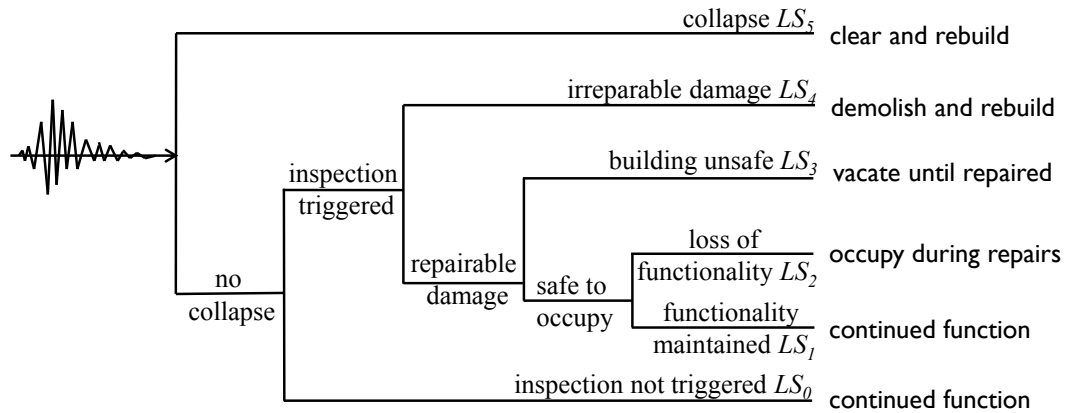 collapse LS5 clear and rebuild
irreparable damage LS4 demolish and rebuild
building unsafe LS3 vacate until repaired
inspection
triggered
loss of
functionality LS2 occupy during repairs
repairable
damage
safe to
occupy
no
collapse
functionality
maintained LS1 continued function
inspection not triggered LS0 continued function